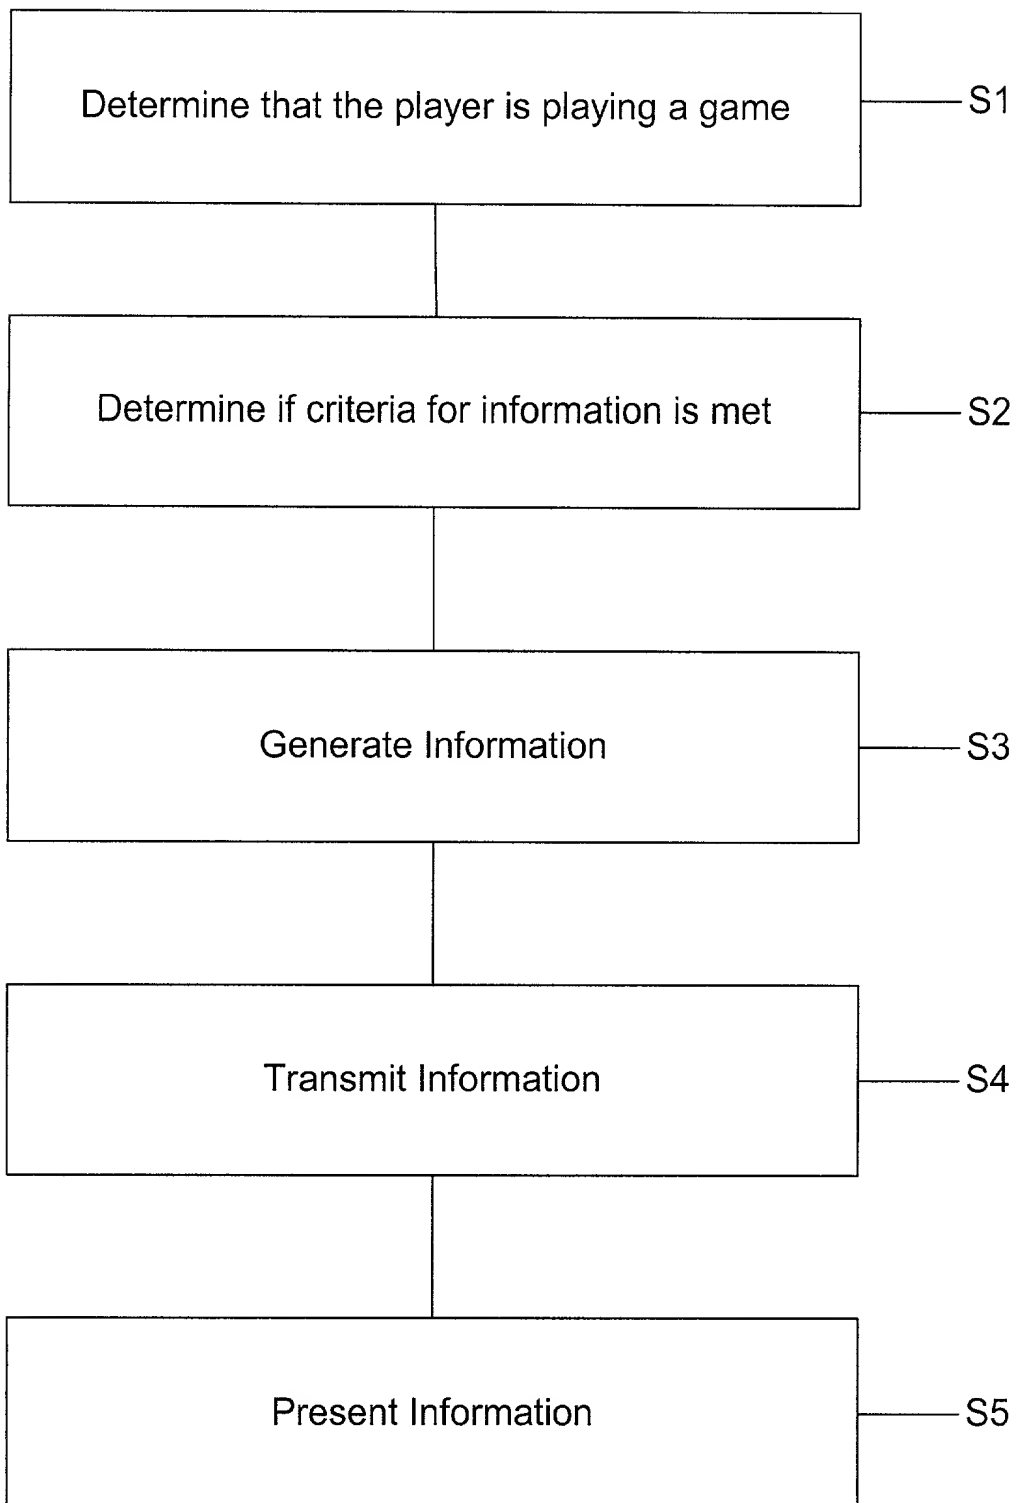 Determine that the player is playing a game
S1
Determine if criteria for information is met
S2
Generate Information
S3
Transmit Information
S4
Present Information
S5